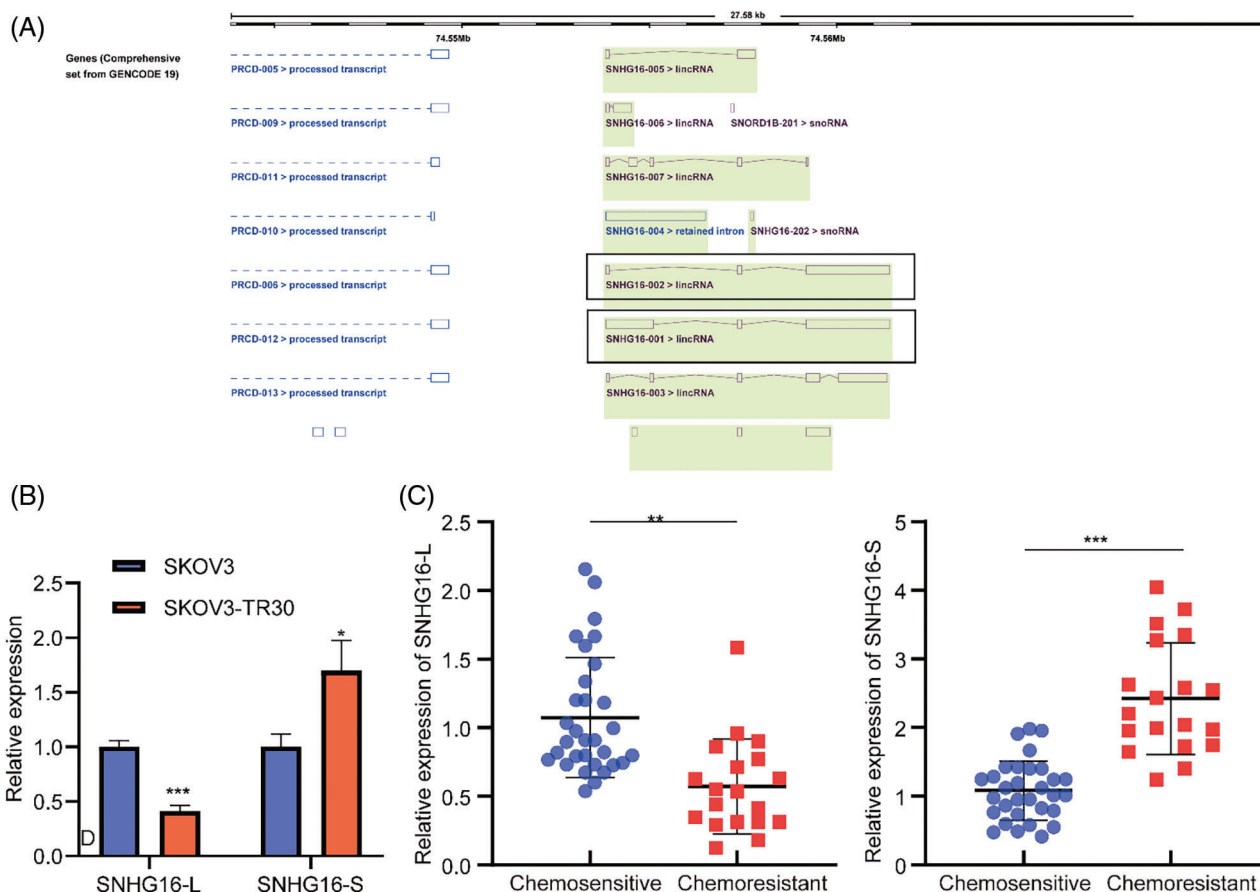 (A)
27.58 kb
74.55Mb 74.56Mb
Genes (Comprehensive
set from GENCODE 19)
PRCD-005 > processed transcript SNHG16-005 > lincRNA
PRCD-009 > processed transcript SNHG16-006 > lincRNA SNORD1B-201 > snoRNA
PRCD-011 > processed transcript SNHG16-007 > lincRNA
PRCD-010 > processed transcript SNHG16-004 > retained intron SNHG16-202 > snoRNA
PRCD-006 > processed transcript SNHG16-002 > lincRNA
PRCD-012 > processed transcript SNHG16-001 > lincRNA
PRCD-013 > processed transcript SNHG16-003 > lincRNA
(B)
SKOV3
SKOV3-TR30
Relative expression
2.5
2.0
1.5
1.0
0.5
0.0
D
***
*
SNHG16-L SNHG16-S
(C)
Relative expression of SNHG16-L
2.5
2.0
1.5
1.0
0.5
0.0
**
Chemosensitive Chemoresistant
Relative expression of SNHG16-S
5
4
3
2
1
0
***
Chemosensitive Chemoresistant